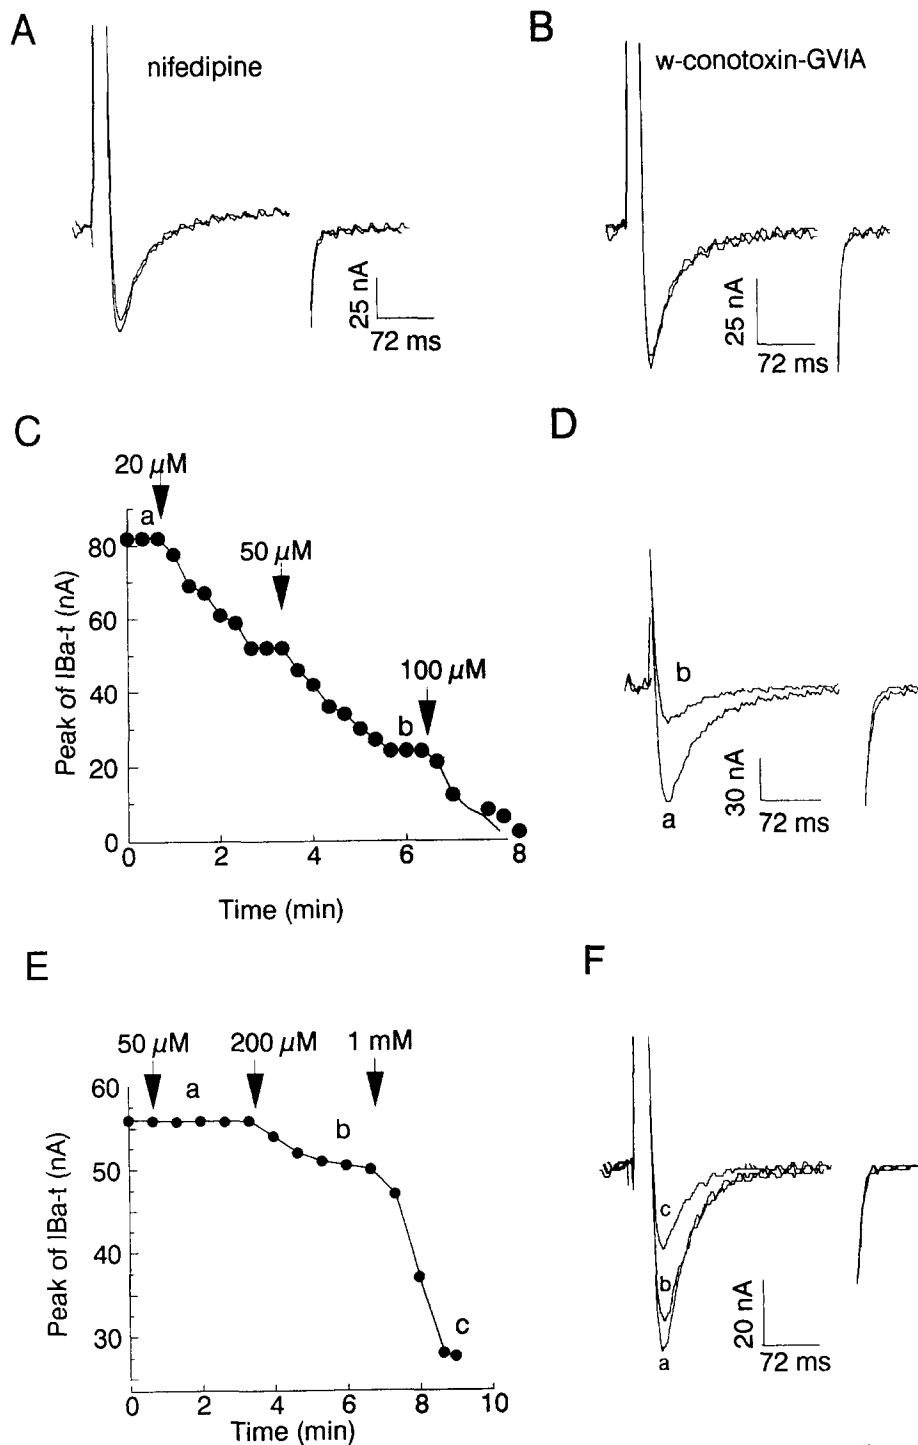 A
nifedipine
25 nA
72 ms
B
w-conotoxin-GVIA
25 nA
72 ms
C
20 µM
a
50 µM
100 µM
b
Peak of IBa-t (nA)
80
60
40
20
0
0 2 4 6 8
Time (min)
D
b
a
30 nA
72 ms
E
50 µM 200 µM 1 mM
a
b
c
Peak of IBa-t (nA)
60
50
40
30
0 2 4 6 8 10
Time (min)
F
c
b
a
20 nA
72 ms